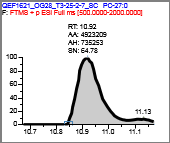 QEF1621_OG28_T3-25-2-7_SC PC-27:0
F: FTMS + p ESI Full ms [500.0000-2000.0000]
RT: 10.92
AA: 4923209
AH: 735253
SN: 64.78
100
80
60
40
20
0
11.13
10.7 10.8 10.9 11.0 11.1